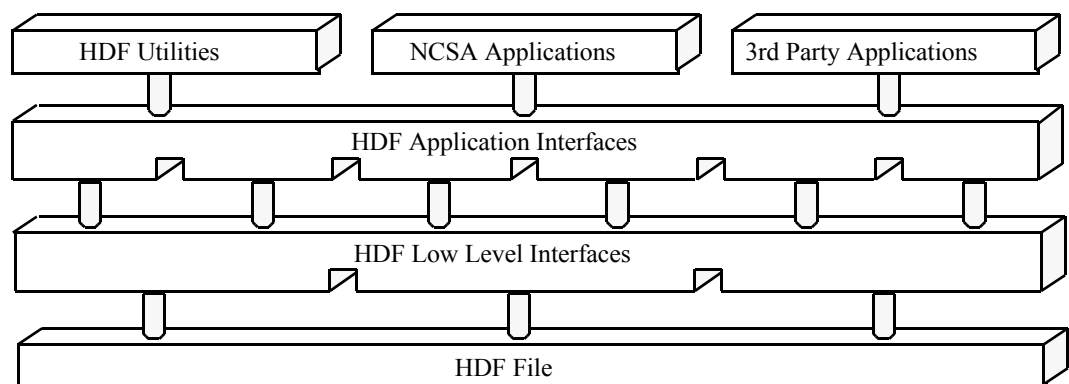 HDF Utilities
NCSA Applications
3rd Party Applications
HDF Application Interfaces
HDF Low Level Interfaces
HDF File